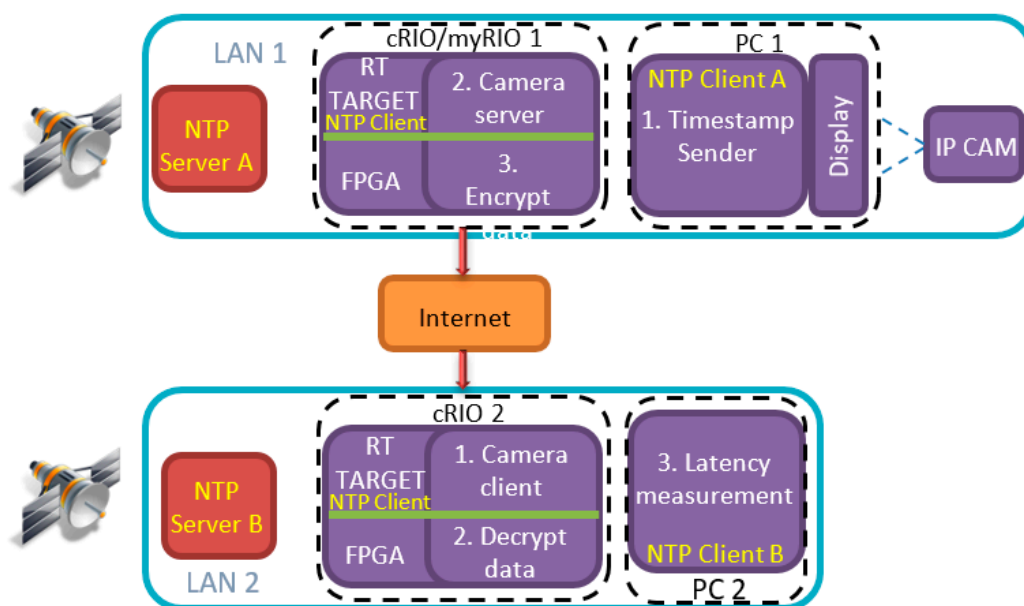 LAN 1
NTP
Server A
cRIO/myRIO 1
RT
TARGET
NTP Client
FPGA
2. Camera
server
3.
Encrypt
data
PC 1
NTP Client A
1. Timestamp
Sender
Display
IP CAM
Internet
cRIO 2
RT
TARGET
NTP Client
FPGA
1. Camera
client
2. Decrypt
data
NTP
Server B
LAN 2
3. Latency
measurement
NTP Client B
PC 2